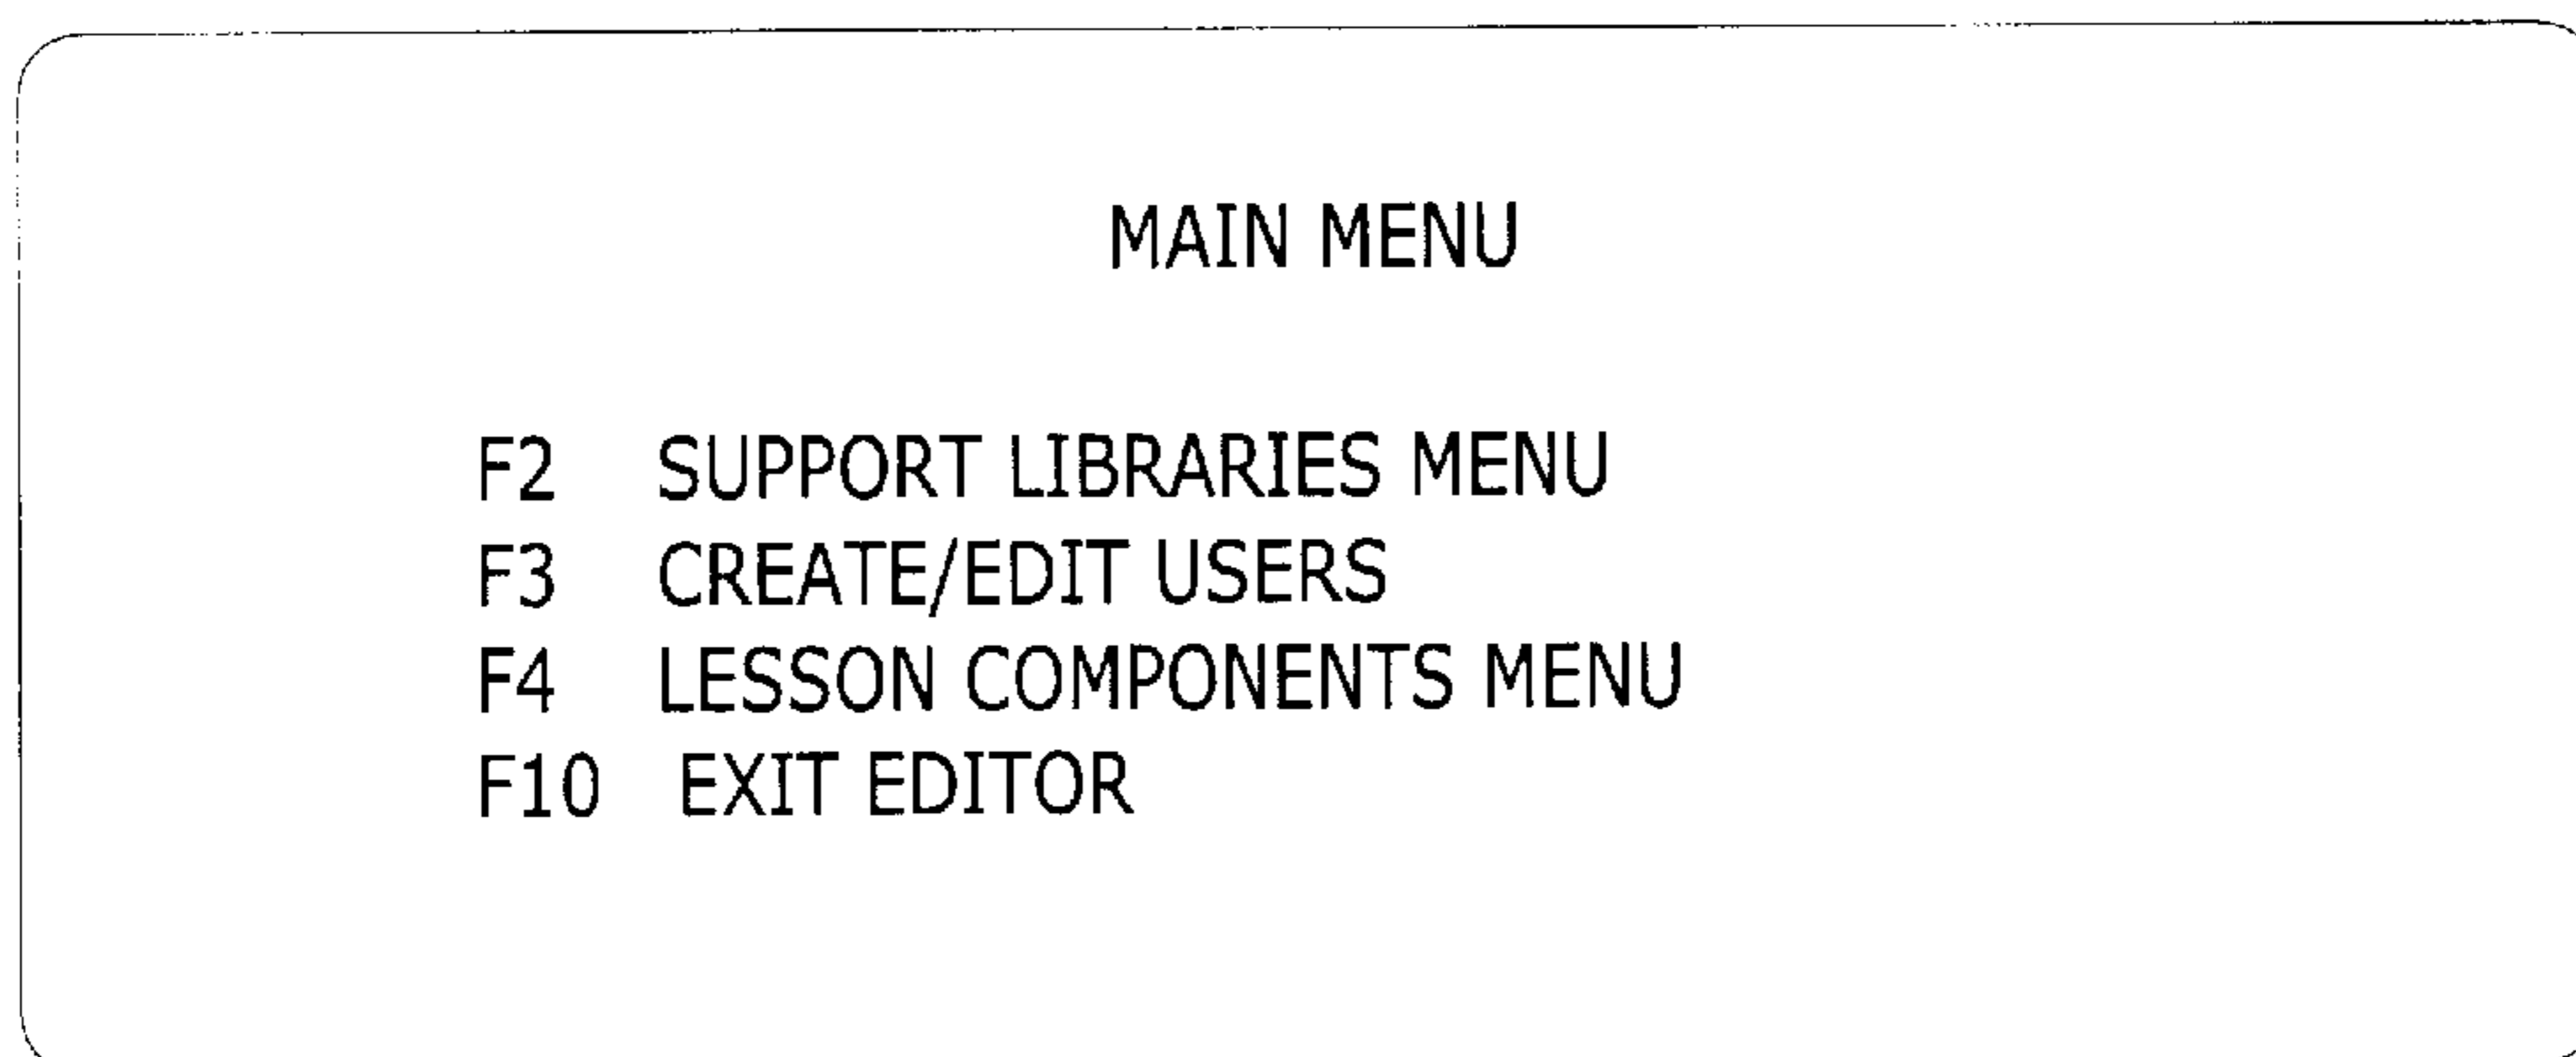 MAIN MENU
F2 SUPPORT LIBRARIES MENU
F3 CREATE/EDIT USERS
F4 LESSON COMPONENTS MENU
F10 EXIT EDITOR